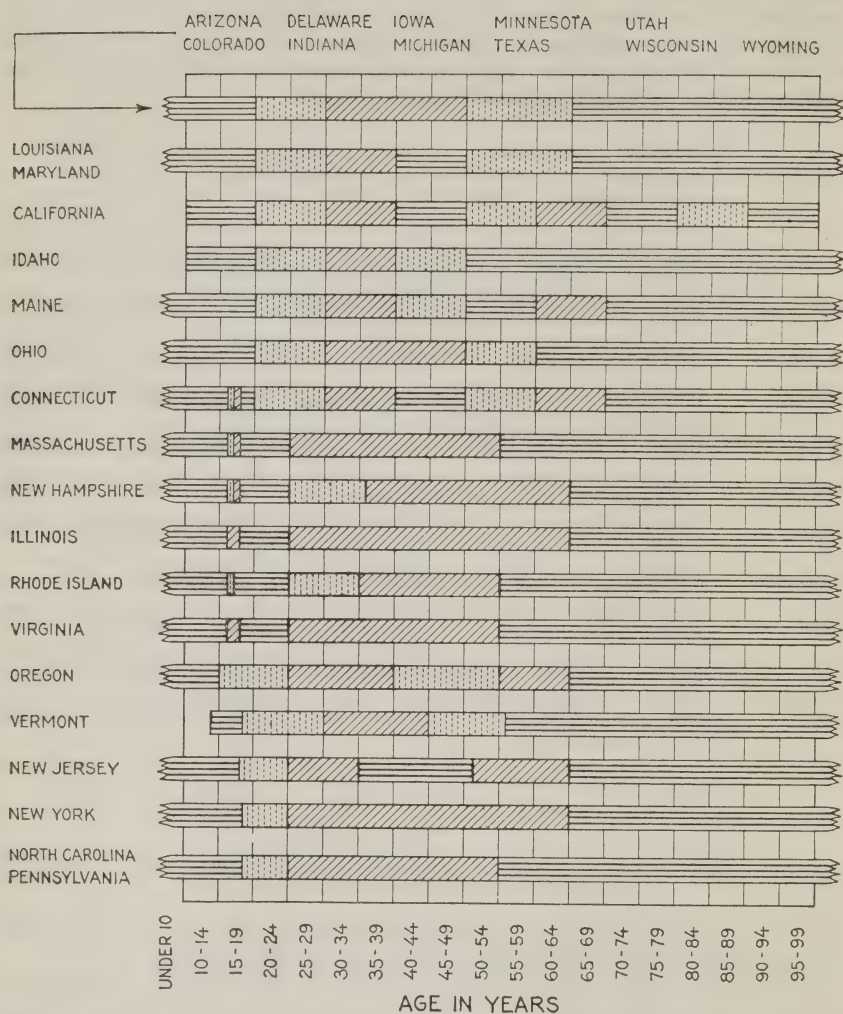 ARIZONA DELAWARE IOWA MINNESOTA UTAH
COLORADO INDIANA MICHIGAN TEXAS WISCONSIN WYOMING
LOUISIANA
MARYLAND
CALIFORNIA
IDAHO
MAINE
OHIO
CONNECTICUT
MASSACHUSETTS
NEW HAMPSHIRE
ILLINOIS
RHODE ISLAND
VIRGINIA
OREGON
VERMONT
NEW JERSEY
NEW YORK
NORTH CAROLINA
PENNSYLVANIA
UNDER 10
10-14
15-19
20-24
25-29
30-34
35-39
40-44
45-49
50-54
55-59
60-64
65-69
70-74
75-79
80-84
85-89
90-94
95-99
AGE IN YEARS